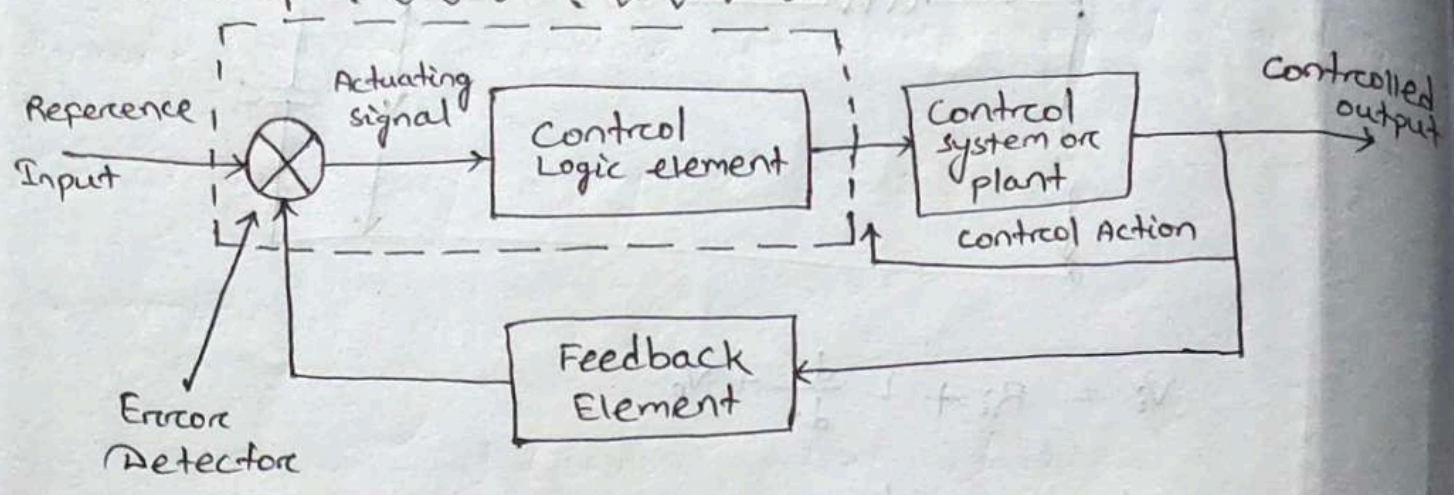 Reference
Input
Actuating
signal
Control
Logic element
Control
system or
plant
Controlled
output
Control Action
Feedback
Element
Error
Detector